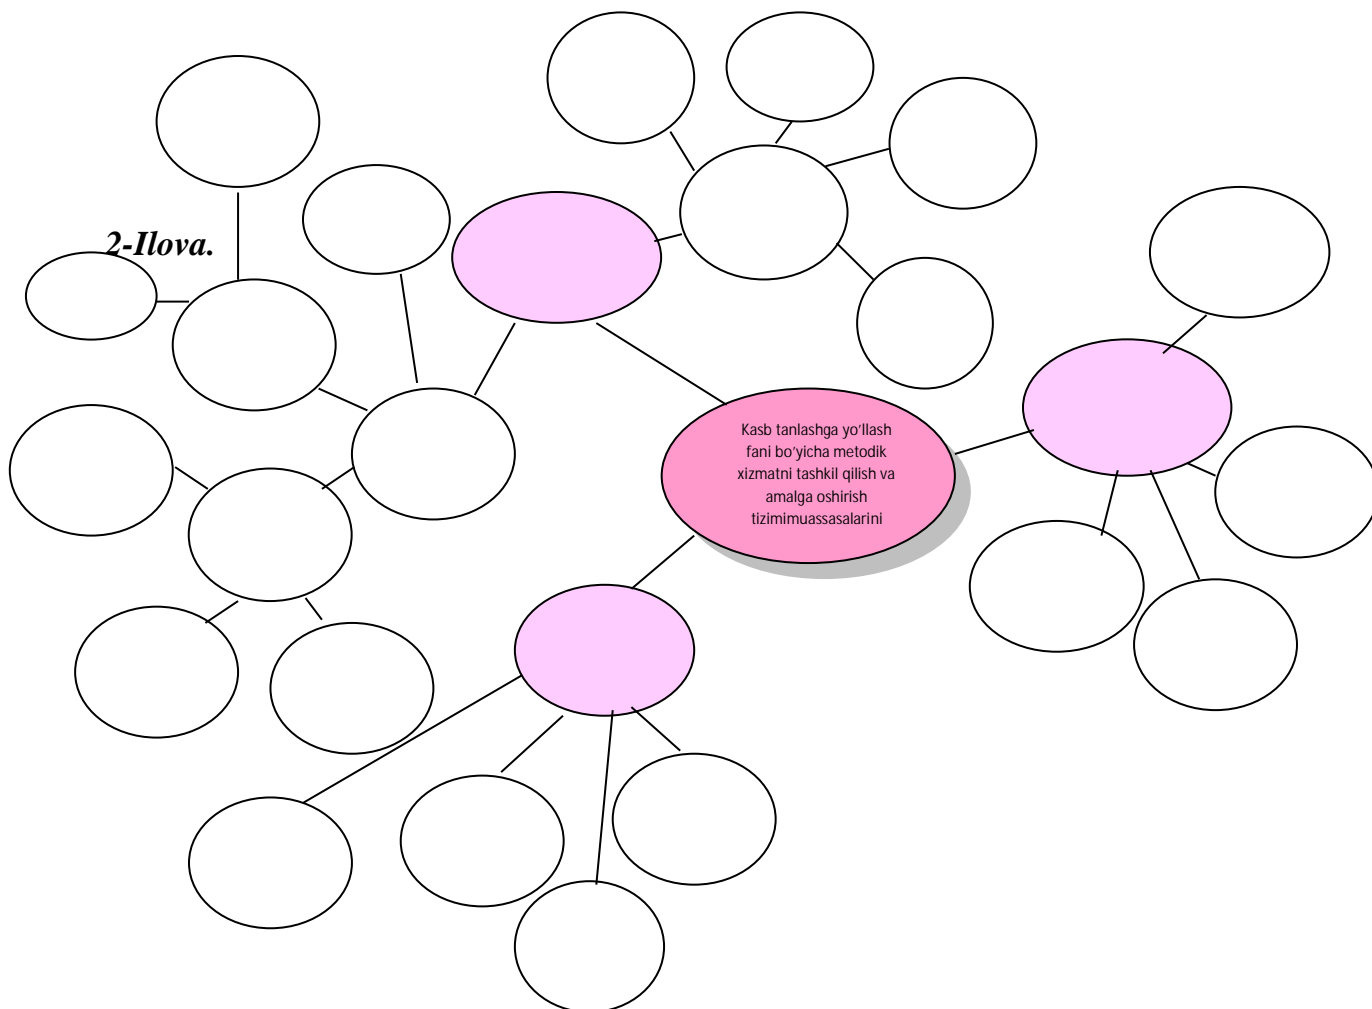 2-Ilova.
Kasb tanlashga yo‘llash
fani bo‘yicha metodik
xizmatni tashkil qilish va
amalga oshirish
tizimimuassasalarini